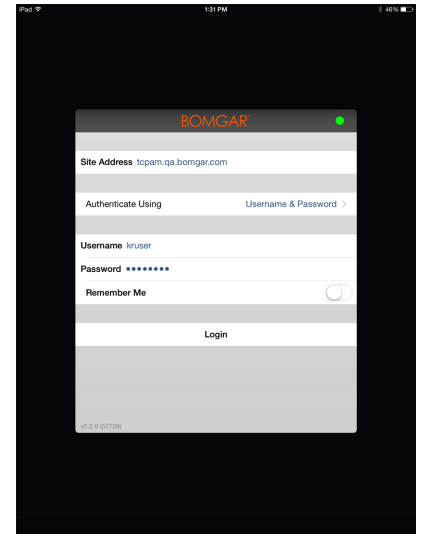 iPad 1:31 PM 46%
BOMGAR
Site Address tcpam.qa.bomgar.com
Authenticate Using Username & Password >
Username kruser
Password ••••••••
Remember Me
Login
v2.2.0 (57729)